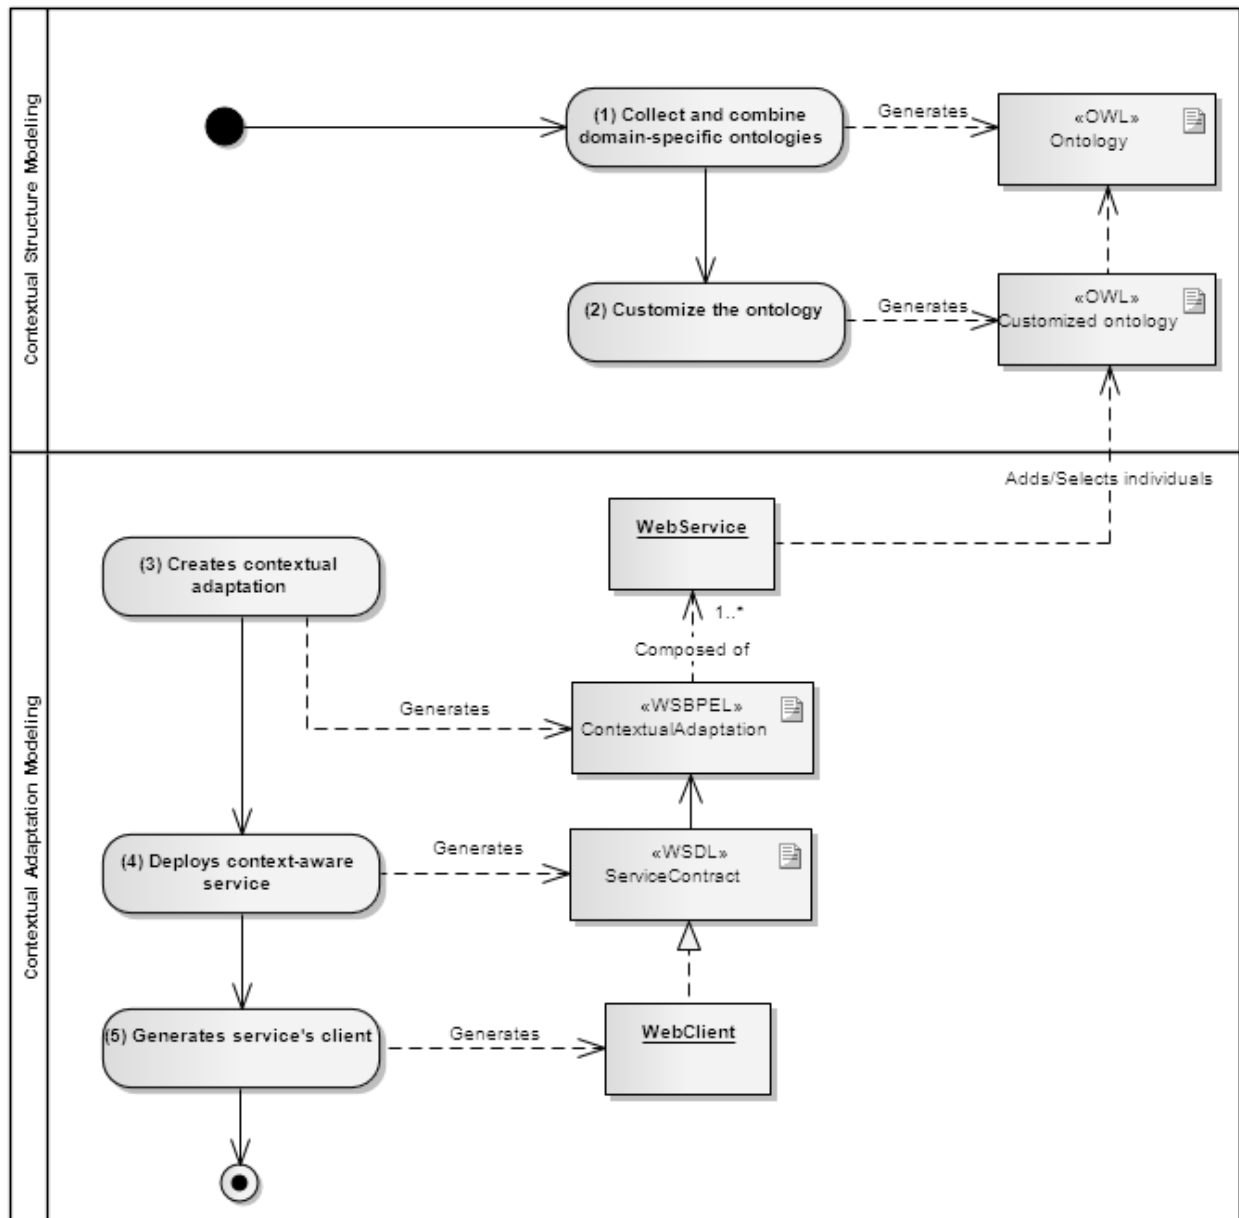 Contextual Structure Modeling
(1) Collect and combine
domain-specific ontologies
Generates
«OWL»
Ontology
(2) Customize the ontology
Generates
«OWL»
Customized ontology
Contextual Adaptation Modeling
Adds/Selects individuals
WebService
(3) Creates contextual
adaptation
1..*
Composed of
Generates
«WSBPEL»
ContextualAdaptation
(4) Deploys context-aware
service
Generates
«WSDL»
ServiceContract
(5) Generates service's client
Generates
WebClient